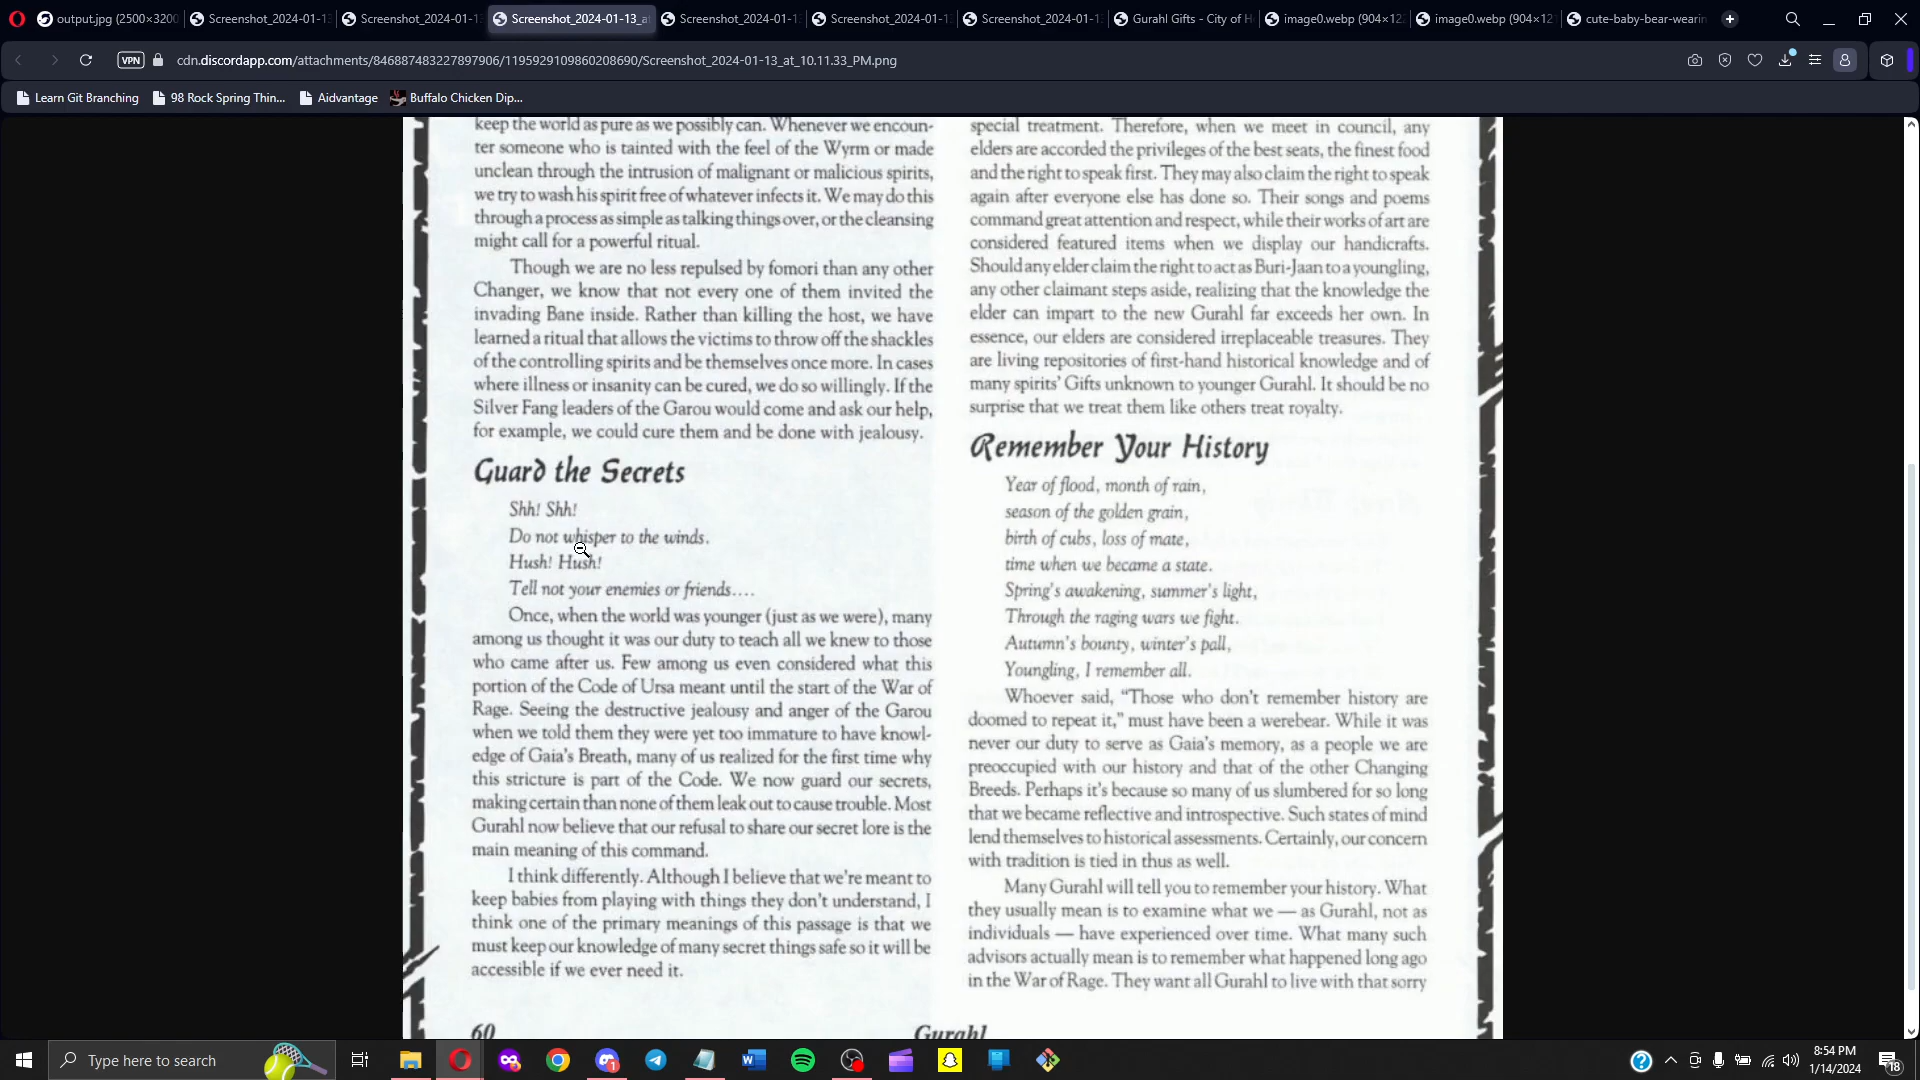 output.jpg (2500×3200
Screenshot_2024-01-13
Screenshot_2024-01-13
Screenshot_2024-01-13_a
Screenshot_2024-01-13
Screenshot_2024-01-13
Screenshot_2024-01-13
Gurahl Gifts - City of H
image0.webp (904×12
image0.webp (904×12
cute-baby-bear-wearin
VPN
cdn.discordapp.com/attachments/846887483227897906/1195929109860208690/Screenshot_2024-01-13_at_10.11.33_PM.png
Learn Git Branching
98 Rock Spring Thin...
Aidvantage
Buffalo Chicken Dip...
keep the world as pure as we possibly can. Whenever we encoun-
ter someone who is tainted with the feel of the Wyrm or made
unclean through the intrusion of malignant or malicious spirits,
we try to wash his spirit free of whatever infects it. We may do this
through a process as simple as talking things over, or the cleansing
might call for a powerful ritual.
Though we are no less repulsed by fomori than any other
Changer, we know that not every one of them invited the
invading Bane inside. Rather than killing the host, we have
learned a ritual that allows the victims to throw off the shackles
of the controlling spirits and be themselves once more. In cases
where illness or insanity can be cured, we do so willingly. If the
Silver Fang leaders of the Garou would come and ask our help,
for example, we could cure them and be done with jealousy.
Guard the Secrets
Shh! Shh!
Do not whisper to the winds.
Hush! Hush!
Tell not your enemies or friends....
Once, when the world was younger (just as we were), many
among us thought it was our duty to teach all we knew to those
who came after us. Few among us even considered what this
portion of the Code of Ursa meant until the start of the War of
Rage. Seeing the destructive jealousy and anger of the Garou
when we told them they were yet too immature to have knowl-
edge of Gaia's Breath, many of us realized for the first time why
this stricture is part of the Code. We now guard our secrets,
making certain than none of them leak out to cause trouble. Most
Gurahl now believe that our refusal to share our secret lore is the
main meaning of this command.
I think differently. Although I believe that we're meant to
keep babies from playing with things they don't understand, I
think one of the primary meanings of this passage is that we
must keep our knowledge of many secret things safe so it will be
accessible if we ever need it.
special treatment. Therefore, when we meet in council, any
elders are accorded the privileges of the best seats, the finest food
and the right to speak first. They may also claim the right to speak
again after everyone else has done so. Their songs and poems
command great attention and respect, while their works of art are
considered featured items when we display our handicrafts.
Should any elder claim the right to act as Buri-Jaan to a youngling,
any other claimant steps aside, realizing that the knowledge the
elder can impart to the new Gurahl far exceeds her own. In
essence, our elders are considered irreplaceable treasures. They
are living repositories of first-hand historical knowledge and of
many spirits' Gifts unknown to younger Gurahl. It should be no
surprise that we treat them like others treat royalty.
Remember Your History
Year of flood, month of rain,
season of the golden grain,
birth of cubs, loss of mate,
time when we became a state.
Spring's awakening, summer's light,
Through the raging wars we fight.
Autumn's bounty, winter's pall,
Youngling, I remember all.
Whoever said, "Those who don't remember history are
doomed to repeat it," must have been a werebear. While it was
never our duty to serve as Gaia's memory, as a people we are
preoccupied with our history and that of the other Changing
Breeds. Perhaps it's because so many of us slumbered for so long
that we became reflective and introspective. Such states of mind
lend themselves to historical assessments. Certainly, our concern
with tradition is tied in thus as well.
Many Gurahl will tell you to remember your history. What
they usually mean is to examine what we — as Gurahl, not as
individuals — have experienced over time. What many such
advisors actually mean is to remember what happened long ago
in the War of Rage. They want all Gurahl to live with that sorry
60
Gurahl
Type here to search
8:54 PM
1/14/2024
18